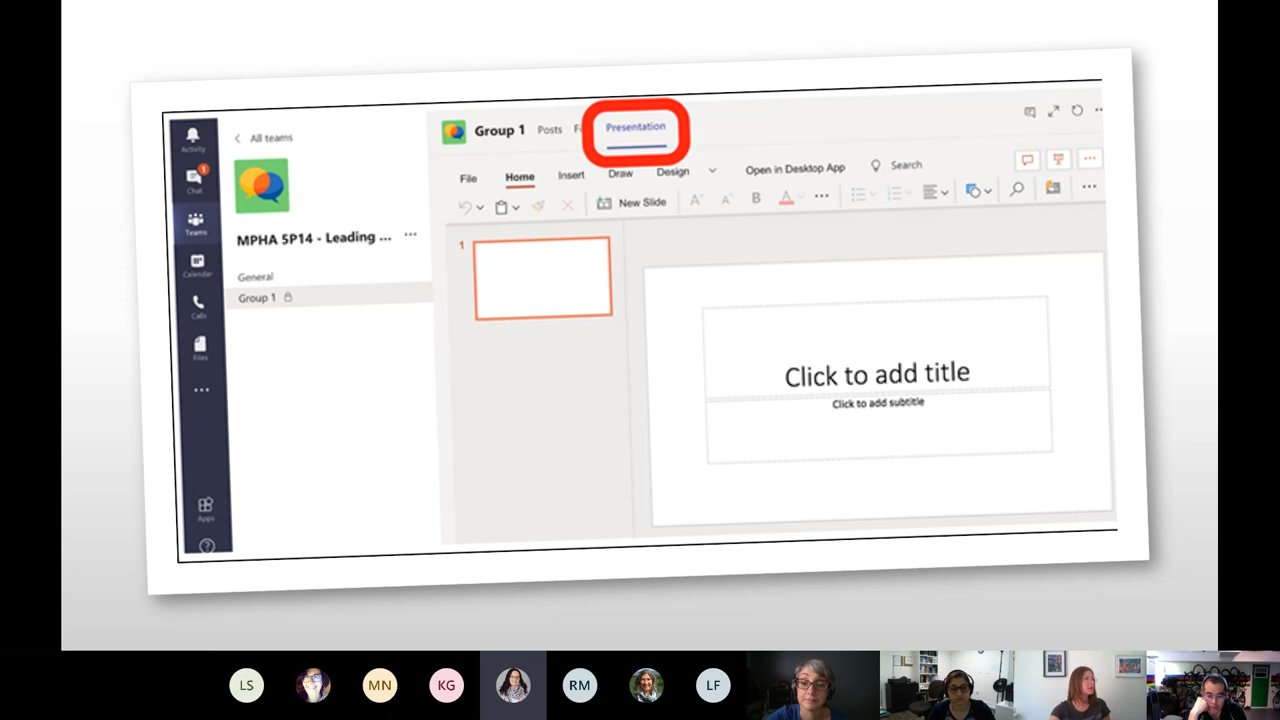 Activity
Chat
1
Teams
Calendar
Calls
Files
Apps
All teams
MPHA 5P14 - Leading ...
General
Group 1
Group 1 Posts Fi Presentation
File Home Insert Draw Design Open in Desktop App Search
New Slide
1
Click to add title
Click to add subtitle
LS MN KG RM LF